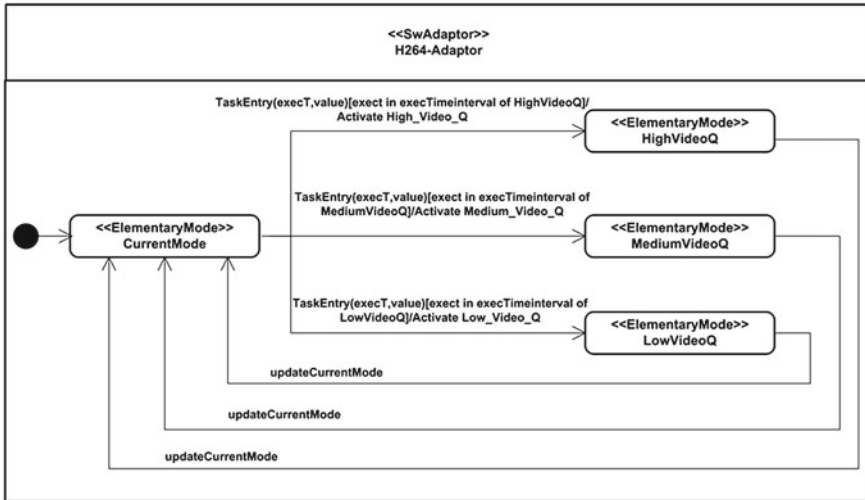 <<SwAdaptor>>
H264-Adaptor
TaskEntry(execT,value)[exect in execTimeinterval of HighVideoQ]/
Activate High_Video_Q
<<ElementaryMode>>
HighVideoQ
TaskEntry(execT,value)[exect in execTimeinterval of
MediumVideoQ]/Activate Medium_Video_Q
<<ElementaryMode>>
CurrentMode
<<ElementaryMode>>
MediumVideoQ
TaskEntry(execT,value)[exect in execTimeinterval of
LowVideoQ]/Activate Low_Video_Q
<<ElementaryMode>>
LowVideoQ
updateCurrentMode
updateCurrentMode
updateCurrentMode